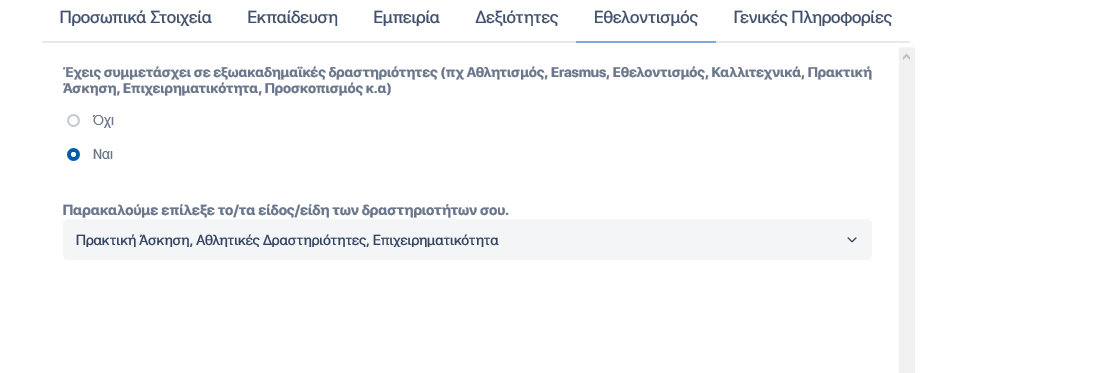 Προσωπικά Στοιχεία Εκπαίδευση Εμπειρία Δεξιότητες Εθελοντισμός Γενικές Πληροφορίες
Έχεις συμμετάσχει σε εξωακαδημαϊκές δραστηριότητες (πχ Αθλητισμός, Erasmus, Εθελοντισμός, Καλλιτεχνικά, Πρακτική
Άσκηση, Επιχειρηματικότητα, Προσκοπισμός κ.α)
Όχι
Ναι
Παρακαλούμε επίλεξε το/τα είδος/είδη των δραστηριοτήτων σου.
Πρακτική Άσκηση, Αθλητικές Δραστηριότητες, Επιχειρηματικότητα